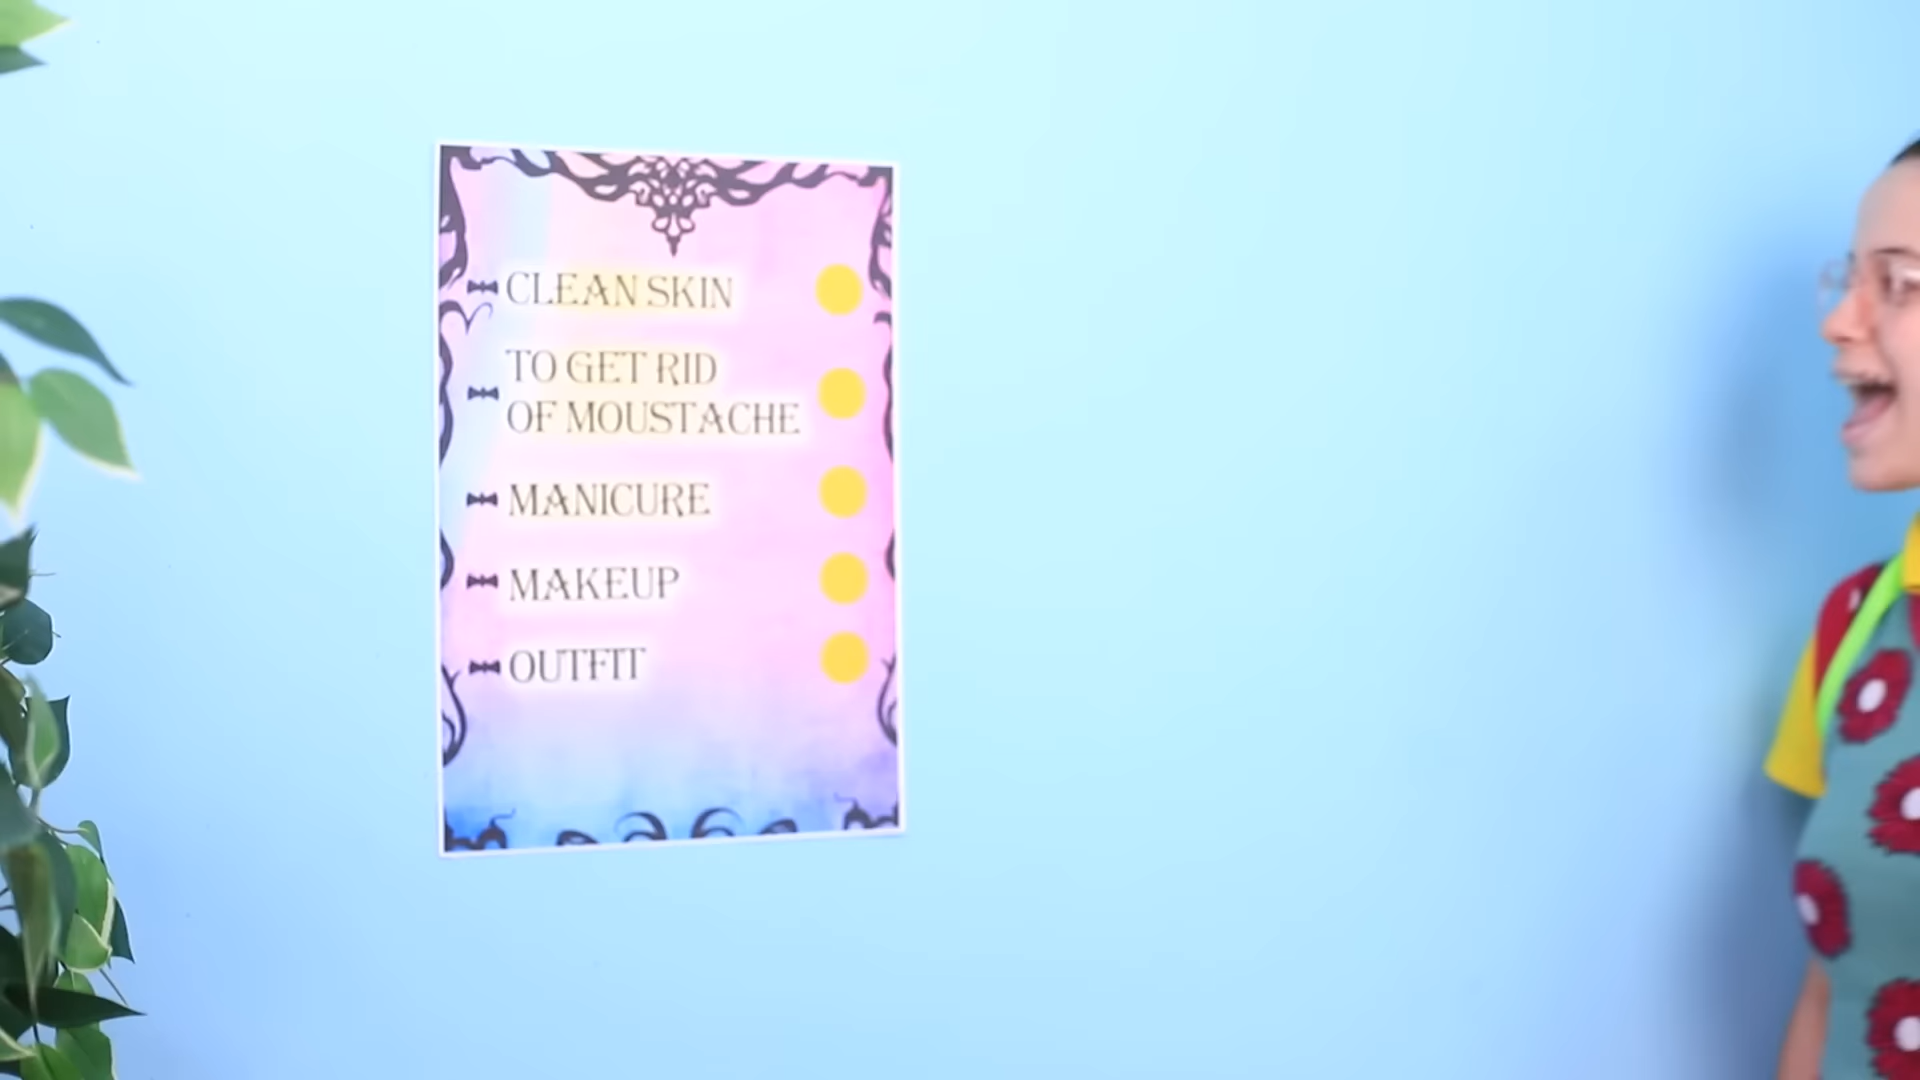 CLEAN SKIN
TO GET RID
OF MOUSTACHE
MANICURE
MAKEUP
OUTFIT